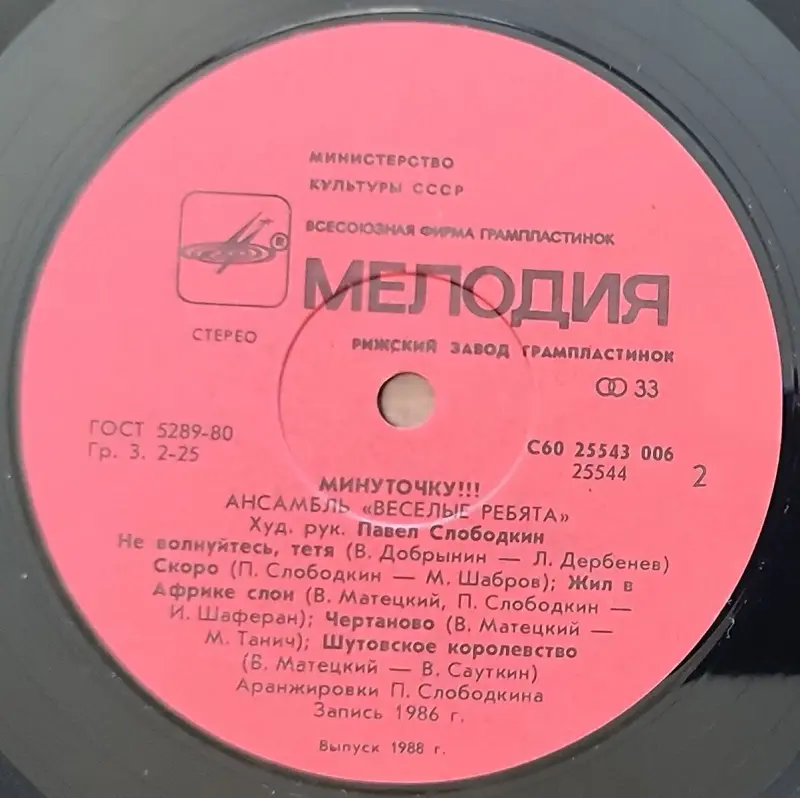 МИНИСТЕРСТВО
КУЛЬТУРЫ СССР
ВСЕСОЮЗНАЯ ФИРМА ГРАМПЛАСТИНОК
R
МЕЛОДИЯ
СТЕРЕО
РИЖСКИЙ ЗАВОД ГРАМПЛАСТИНОК
33
ГОСТ 5289-80
Гр. 3. 2-25
С60 25543 006
25544
2
МИНУТОЧКУ!!!
АНСАМБЛЬ «ВЕСЕЛЫЕ РЕБЯТА»
Худ. рук. Павел Слободкин
Не волнуйтесь, тетя (В. Добрынин — Л. Дербенев)
Скоро (П. Слободкин — М. Шабров); Жил в
Африке слон (В. Матецкий, П. Слободкин —
И. Шаферан); Чертаново (В. Матецкий —
М. Танич); Шутовское королевство
(В. Матецкий — В. Сауткин)
Аранжировки П. Слободкина
Запись 1986 г.
Выпуск 1988 г.